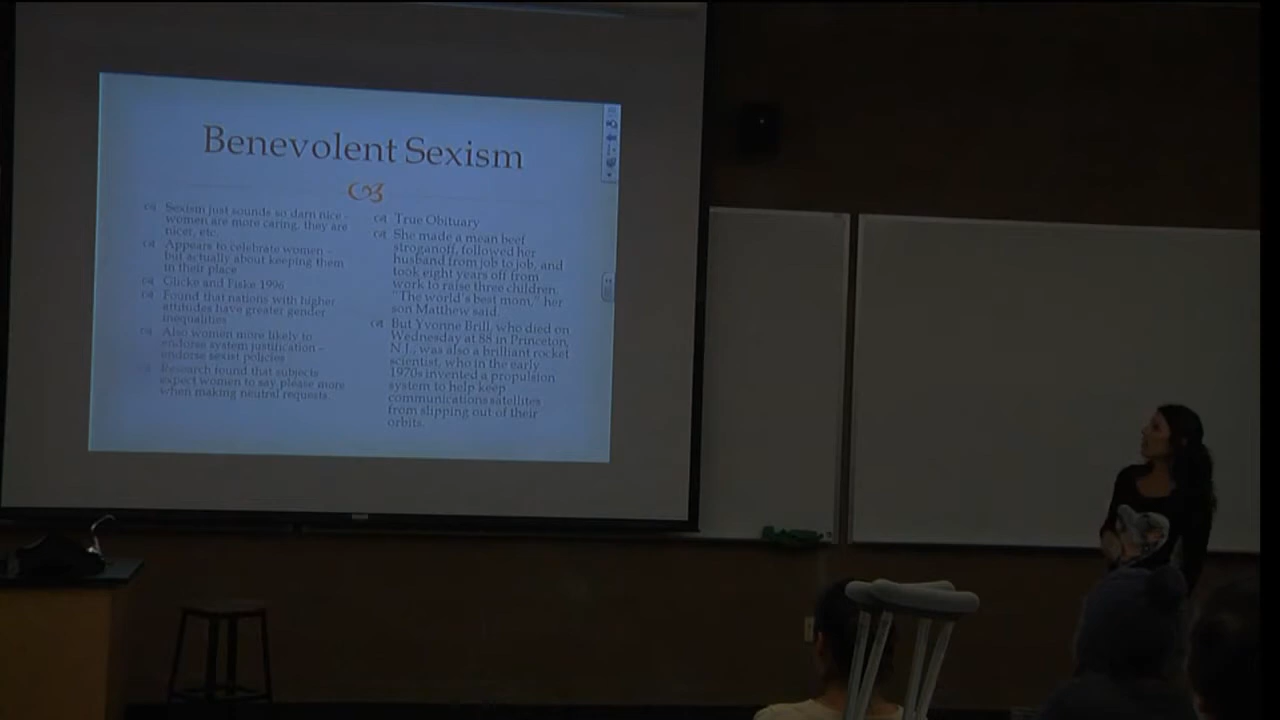 Benevolent Sexism
Sexism just sounds so darn nice -
women are more caring, they are
nicer, etc.
Appears to celebrate women –
but actually about keeping them
in their place
Glicke and Fiske 1996
Found that nations with higher
attitudes have greater gender
inequalities
Also women more likely to
endorse system justification –
endorse sexist policies
Research found that subjects
expect women to say please more
when making neutral requests
True Obituary
She made a mean beef
stroganoff, followed her
husband from job to job, and
took eight years off from
work to raise three children.
"The world's best mom," her
son Matthew said.
But Yvonne Brill, who died on
Wednesday at 88 in Princeton,
N.J., was also a brilliant rocket
scientist, who in the early
1970s invented a propulsion
system to help keep
communications satellites
from slipping out of their
orbits.